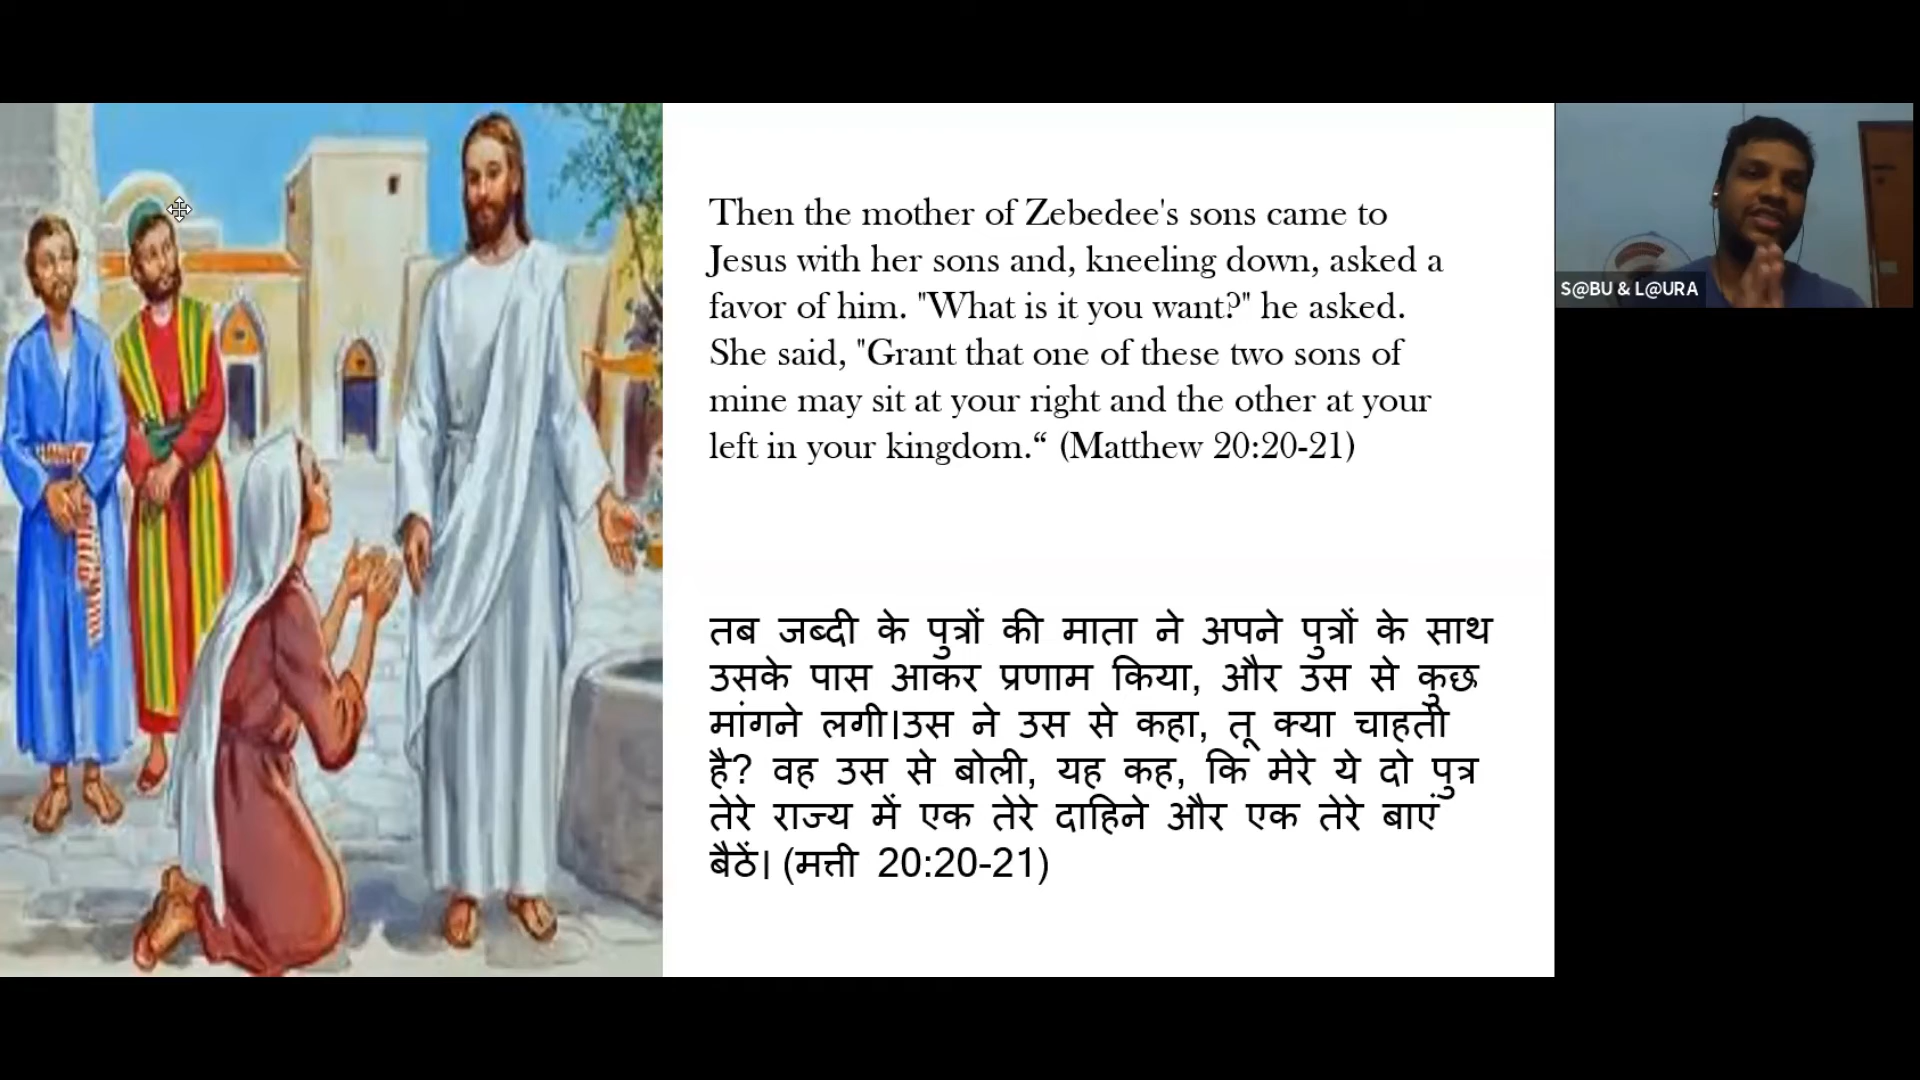 Then the mother of Zebedee's sons came to
Jesus with her sons and, kneeling down, asked a
favor of him. "What is it you want?" he asked.
She said, "Grant that one of these two sons of
mine may sit at your right and the other at your
left in your kingdom.“ (Matthew 20:20-21)
तब जब्दी के पुत्रों की माता ने अपने पुत्रों के साथ
उसके पास आकर प्रणाम किया, और उस से कुछ
मांगने लगी।उस ने उस से कहा, तू क्या चाहती
है? वह उस से बोली, यह कह, कि मेरे ये दो पुत्र
तेरे राज्य में एक तेरे दाहिने और एक तेरे बाएं
बैठें। (मत्ती 20:20-21)
S@BU & L@URA